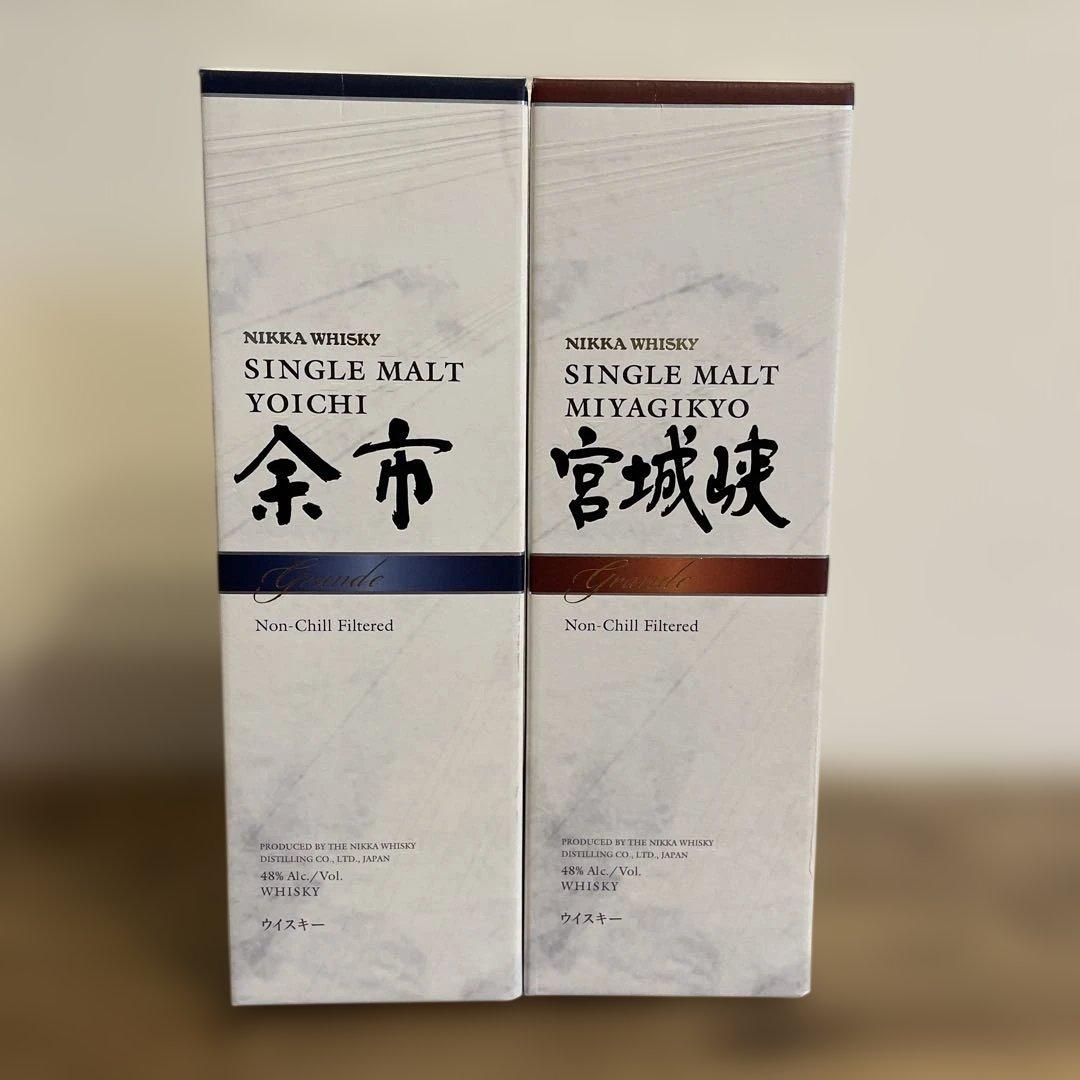 NIKKA WHISKY
SINGLE MALT
YOICHI
余市
Grande
Non-Chill Filtered
PRODUCED BY THE NIKKA WHISKY
DISTILLING CO., LTD., JAPAN
48% Alc./Vol.
WHISKY
ウイスキー
NIKKA WHISKY
SINGLE MALT
MIYAGIKYO
宮城峡
Grande
Non-Chill Filtered
PRODUCED BY THE NIKKA WHISKY
DISTILLING CO., LTD., JAPAN
48% Alc./Vol.
WHISKY
ウイスキー